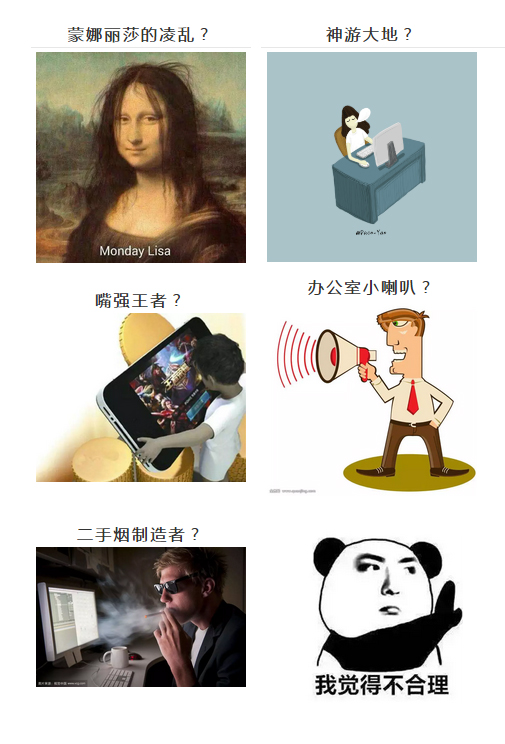 蒙娜丽莎的凌乱？
神游大地？
Monday Lisa
嘴强王者？
办公室小喇叭？
二手烟制造者？
我觉得不合理